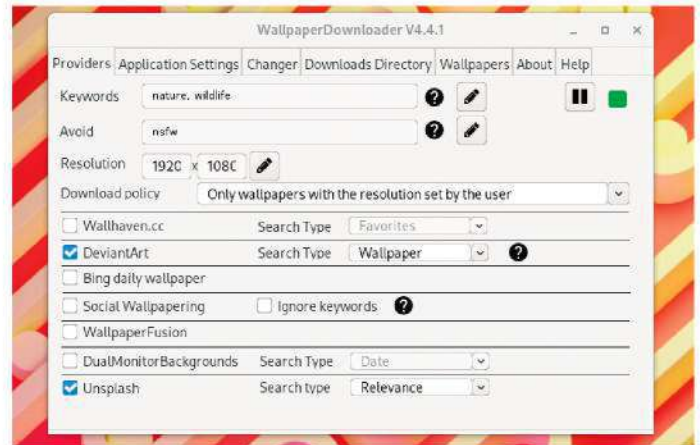 WallpaperDownloader V4.4.1
Providers Application Settings Changer Downloads Directory Wallpapers About Help
Keywords nature, wildlife
Avoid nsfw
Resolution 1920 x 1080
Download policy Only wallpapers with the resolution set by the user
Wallhaven.cc Search Type Favorites
DeviantArt Search Type Wallpaper
Bing daily wallpaper
Social Wallpapering Ignore keywords
WallpaperFusion
DualMonitorBackgrounds Search Type Date
Unsplash Search type Relevance